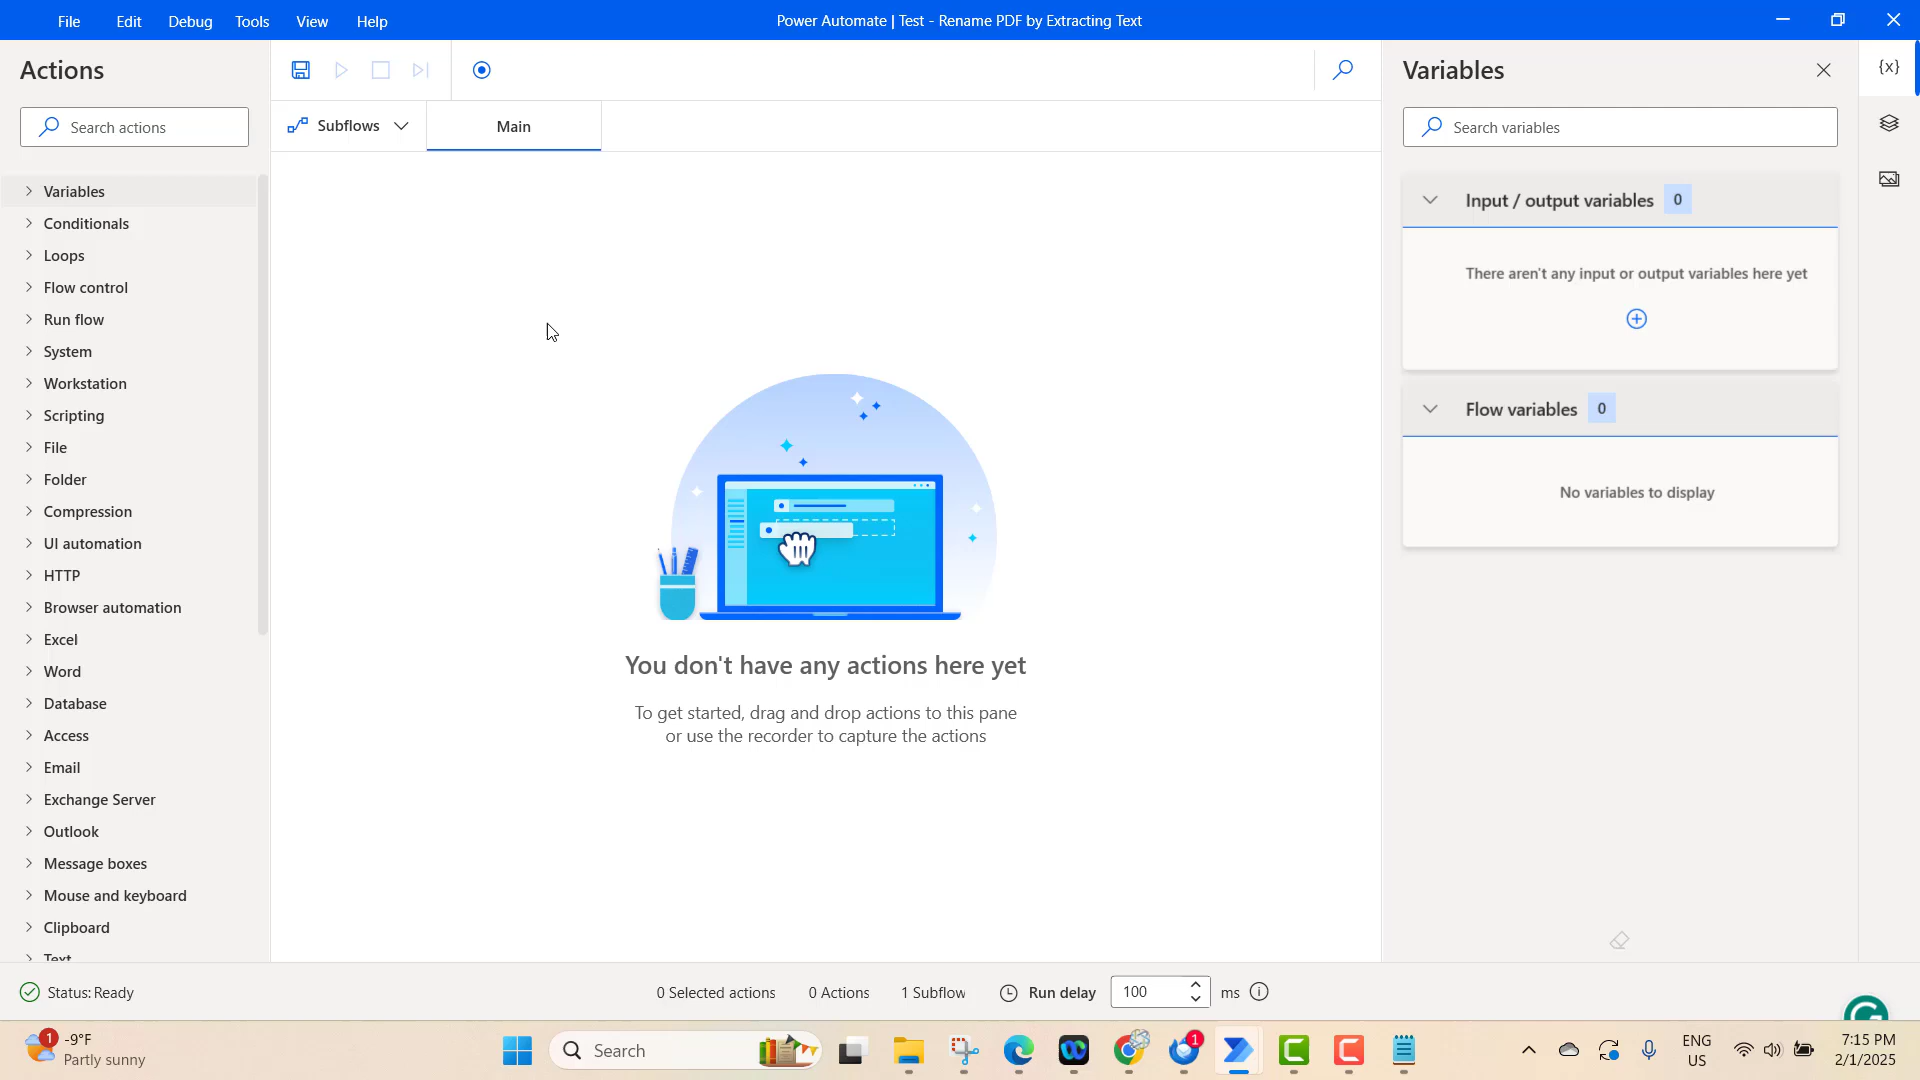 File Edit Debug Tools View Help
Power Automate | Test - Rename PDF by Extracting Text
Actions
Search actions
Variables
Conditionals
Loops
Flow control
Run flow
System
Workstation
Scripting
File
Folder
Compression
UI automation
HTTP
Browser automation
Excel
Word
Database
Access
Email
Exchange Server
Outlook
Message boxes
Mouse and keyboard
Clipboard
Text
Subflows
Main
You don't have any actions here yet
To get started, drag and drop actions to this pane
or use the recorder to capture the actions
Variables
{x}
Search variables
Input / output variables 0
There aren't any input or output variables here yet
Flow variables 0
No variables to display
Status: Ready
0 Selected actions 0 Actions 1 Subflow Run delay 100 ms
1
-9°F
Partly sunny
Search
1
ENG
US
7:15 PM
2/1/2025